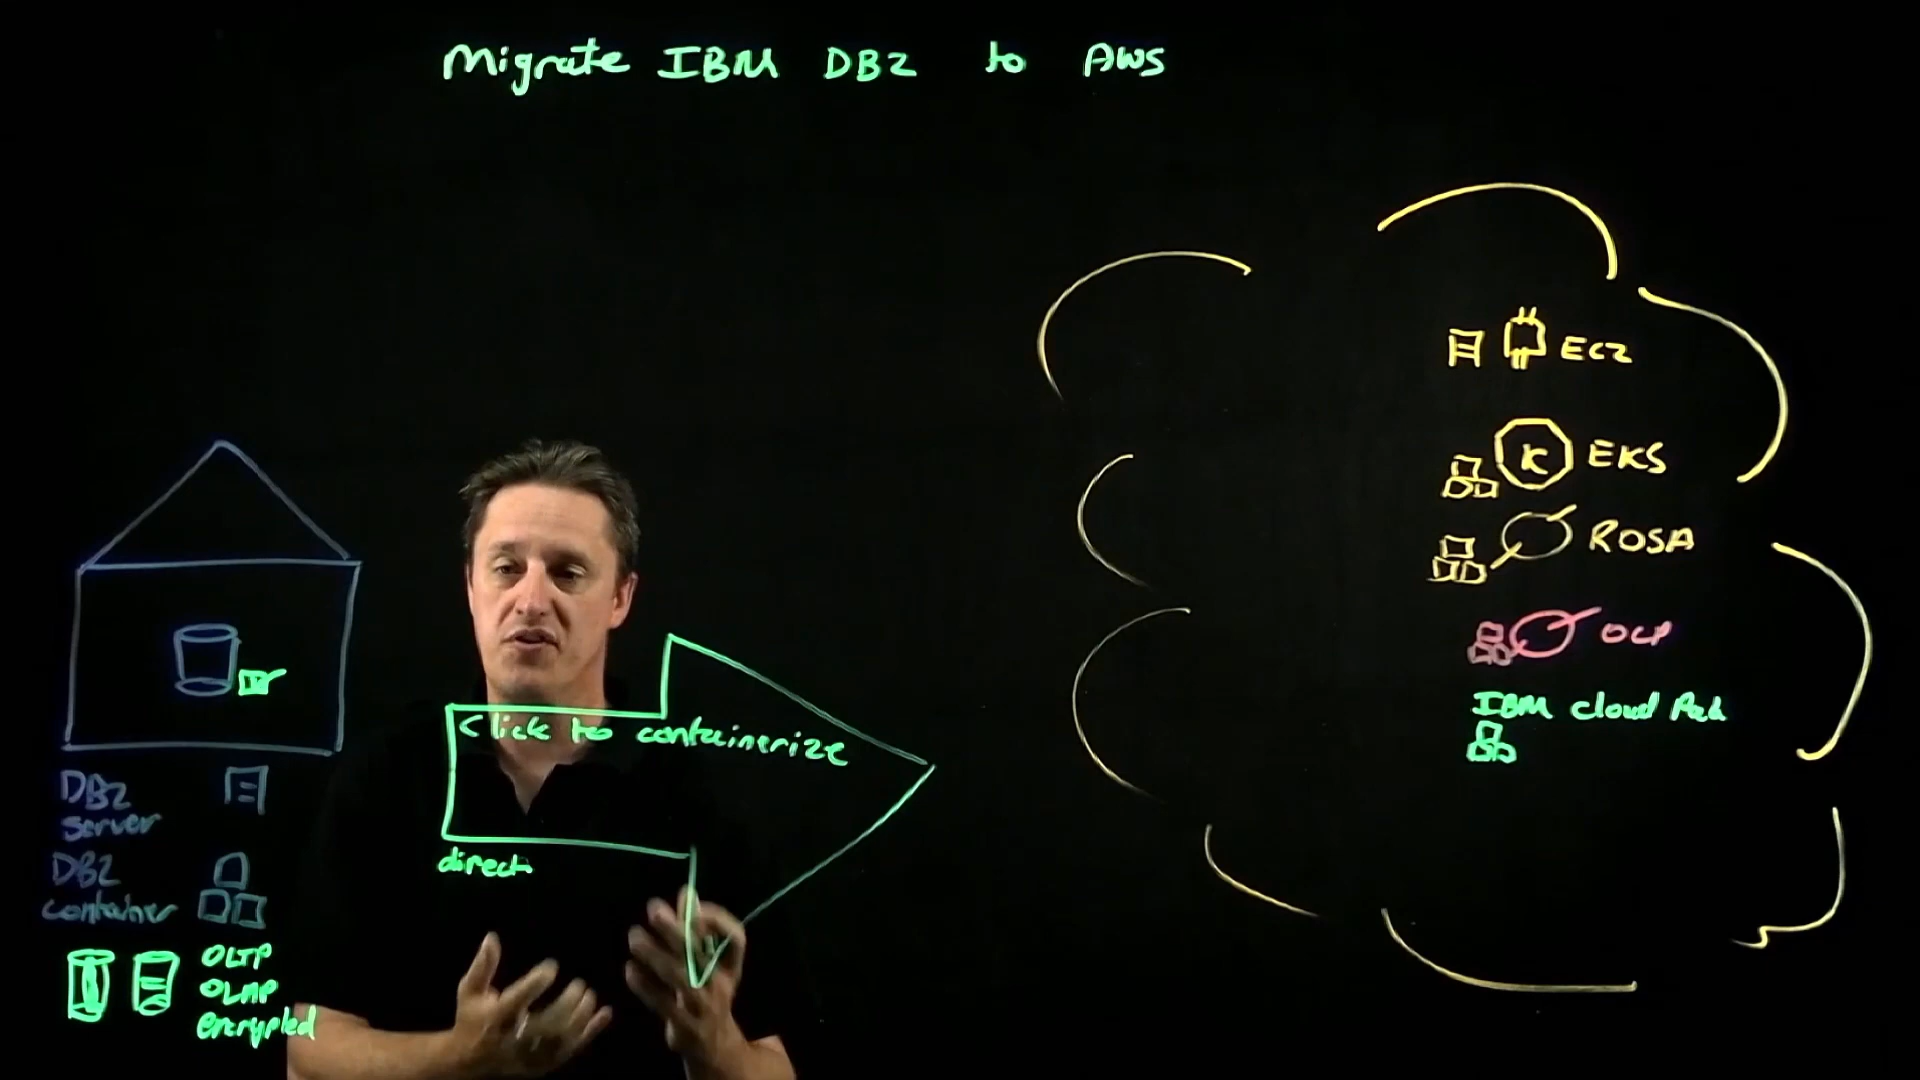 Migrate IBM DB2 to AWS
EC2
K EKS
ROSA
OCP
IBM Cloud Pak
Click to containerize
direct
DB2
Server
DB2
container
OLTP
OLAP
encrypted